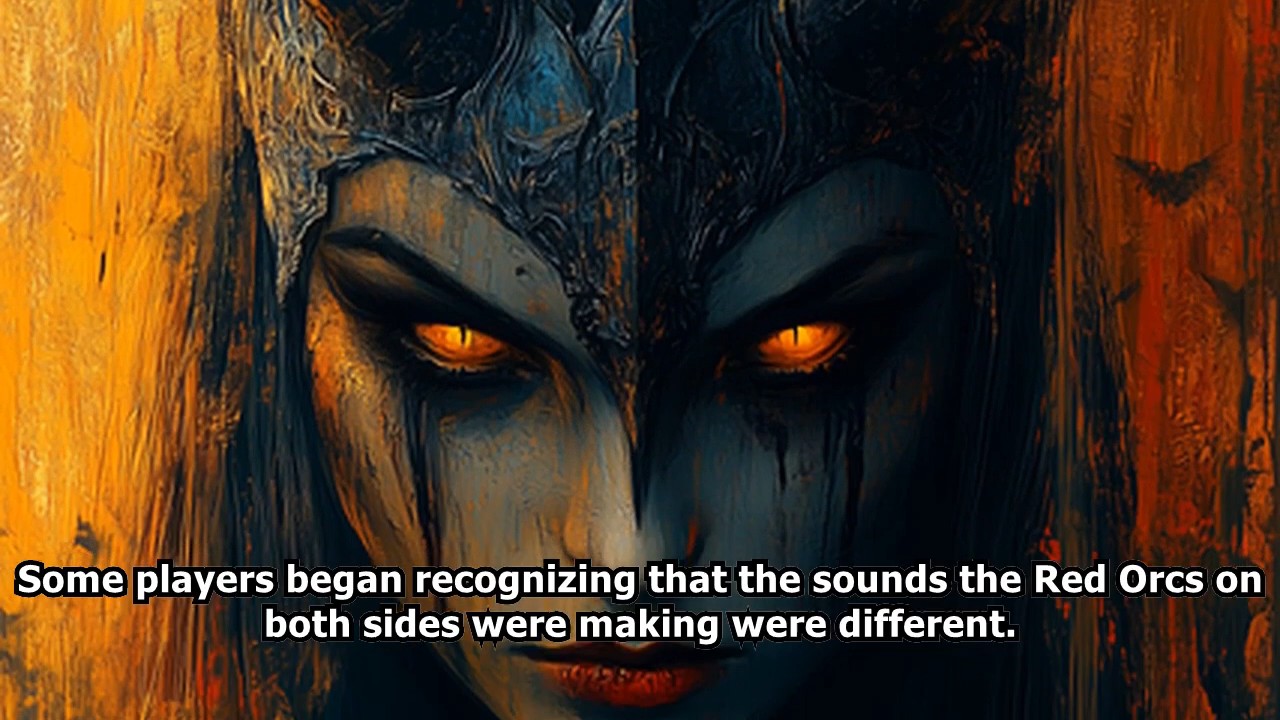 Some players began recognizing that the sounds the Red Orcs on
both sides were making were different.